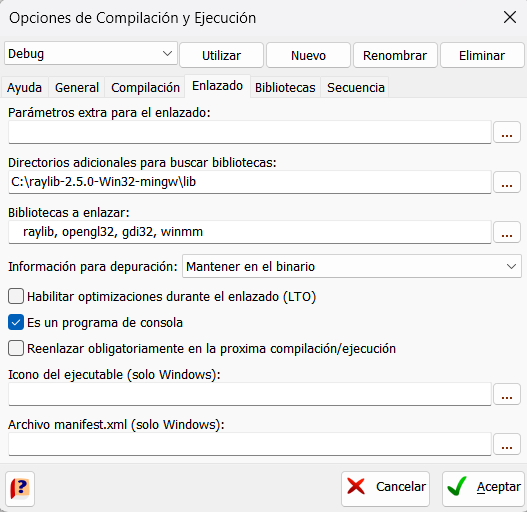 Opciones de Compilación y Ejecución
Debug
Utilizar
Nuevo
Renombrar
Eliminar
Ayuda General Compilación Enlazado Bibliotecas Secuencia
Parámetros extra para el enlazado:
...
Directorios adicionales para buscar bibliotecas:
C:\raylib-2.5.0-Win32-mingw\lib
...
Bibliotecas a enlazar:
raylib, opengl32, gdi32, winmm
...
Información para depuración: Mantener en el binario
Habilitar optimizaciones durante el enlazado (LTO)
Es un programa de consola
Reenlazar obligatoriamente en la proxima compilación/ejecución
Icono del ejecutable (solo Windows):
...
Archivo manifest.xml (solo Windows):
...
?
Cancelar
Aceptar